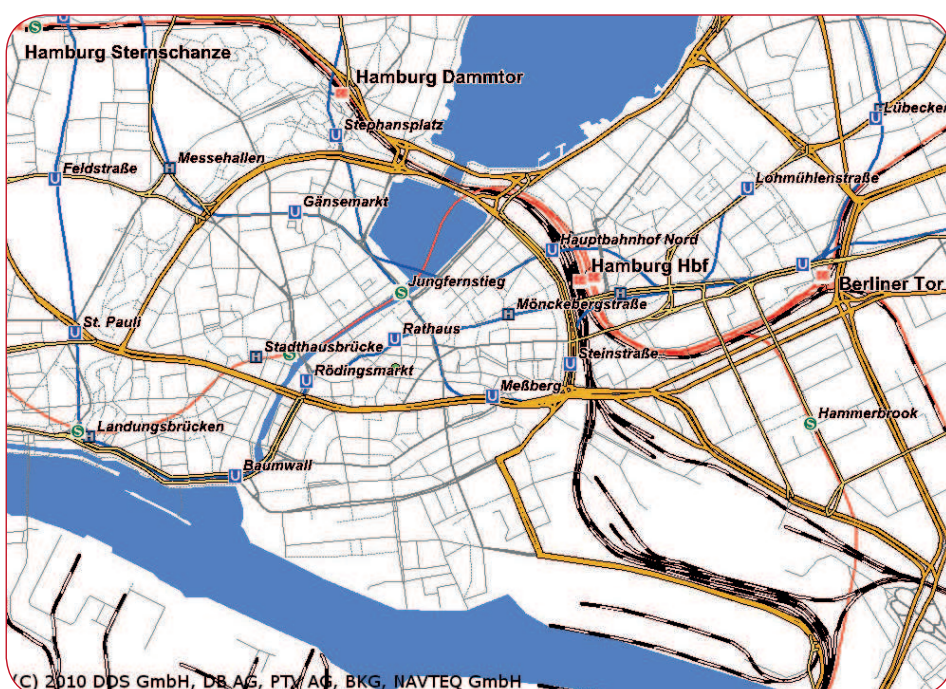 Hamburg Sternschanze
Hamburg Dammtor
Lübecker
Stephansplatz
Messehallen
Feldstraße
Lohmühlenstraße
Gänsemarkt
Hauptbahnhof Nord
Hamburg Hbf
Jungfernstieg
Berliner Tor
Mönckebergstraße
St. Pauli
Rathaus
Stadthausbrücke
Steinstraße
Rödingsmarkt
Meßberg
Hammerbrook
Landungsbrücken
Baumwall
(C) 2010 DDS GmbH, DB AG, PTV AG, BKG, NAVTEQ GmbH